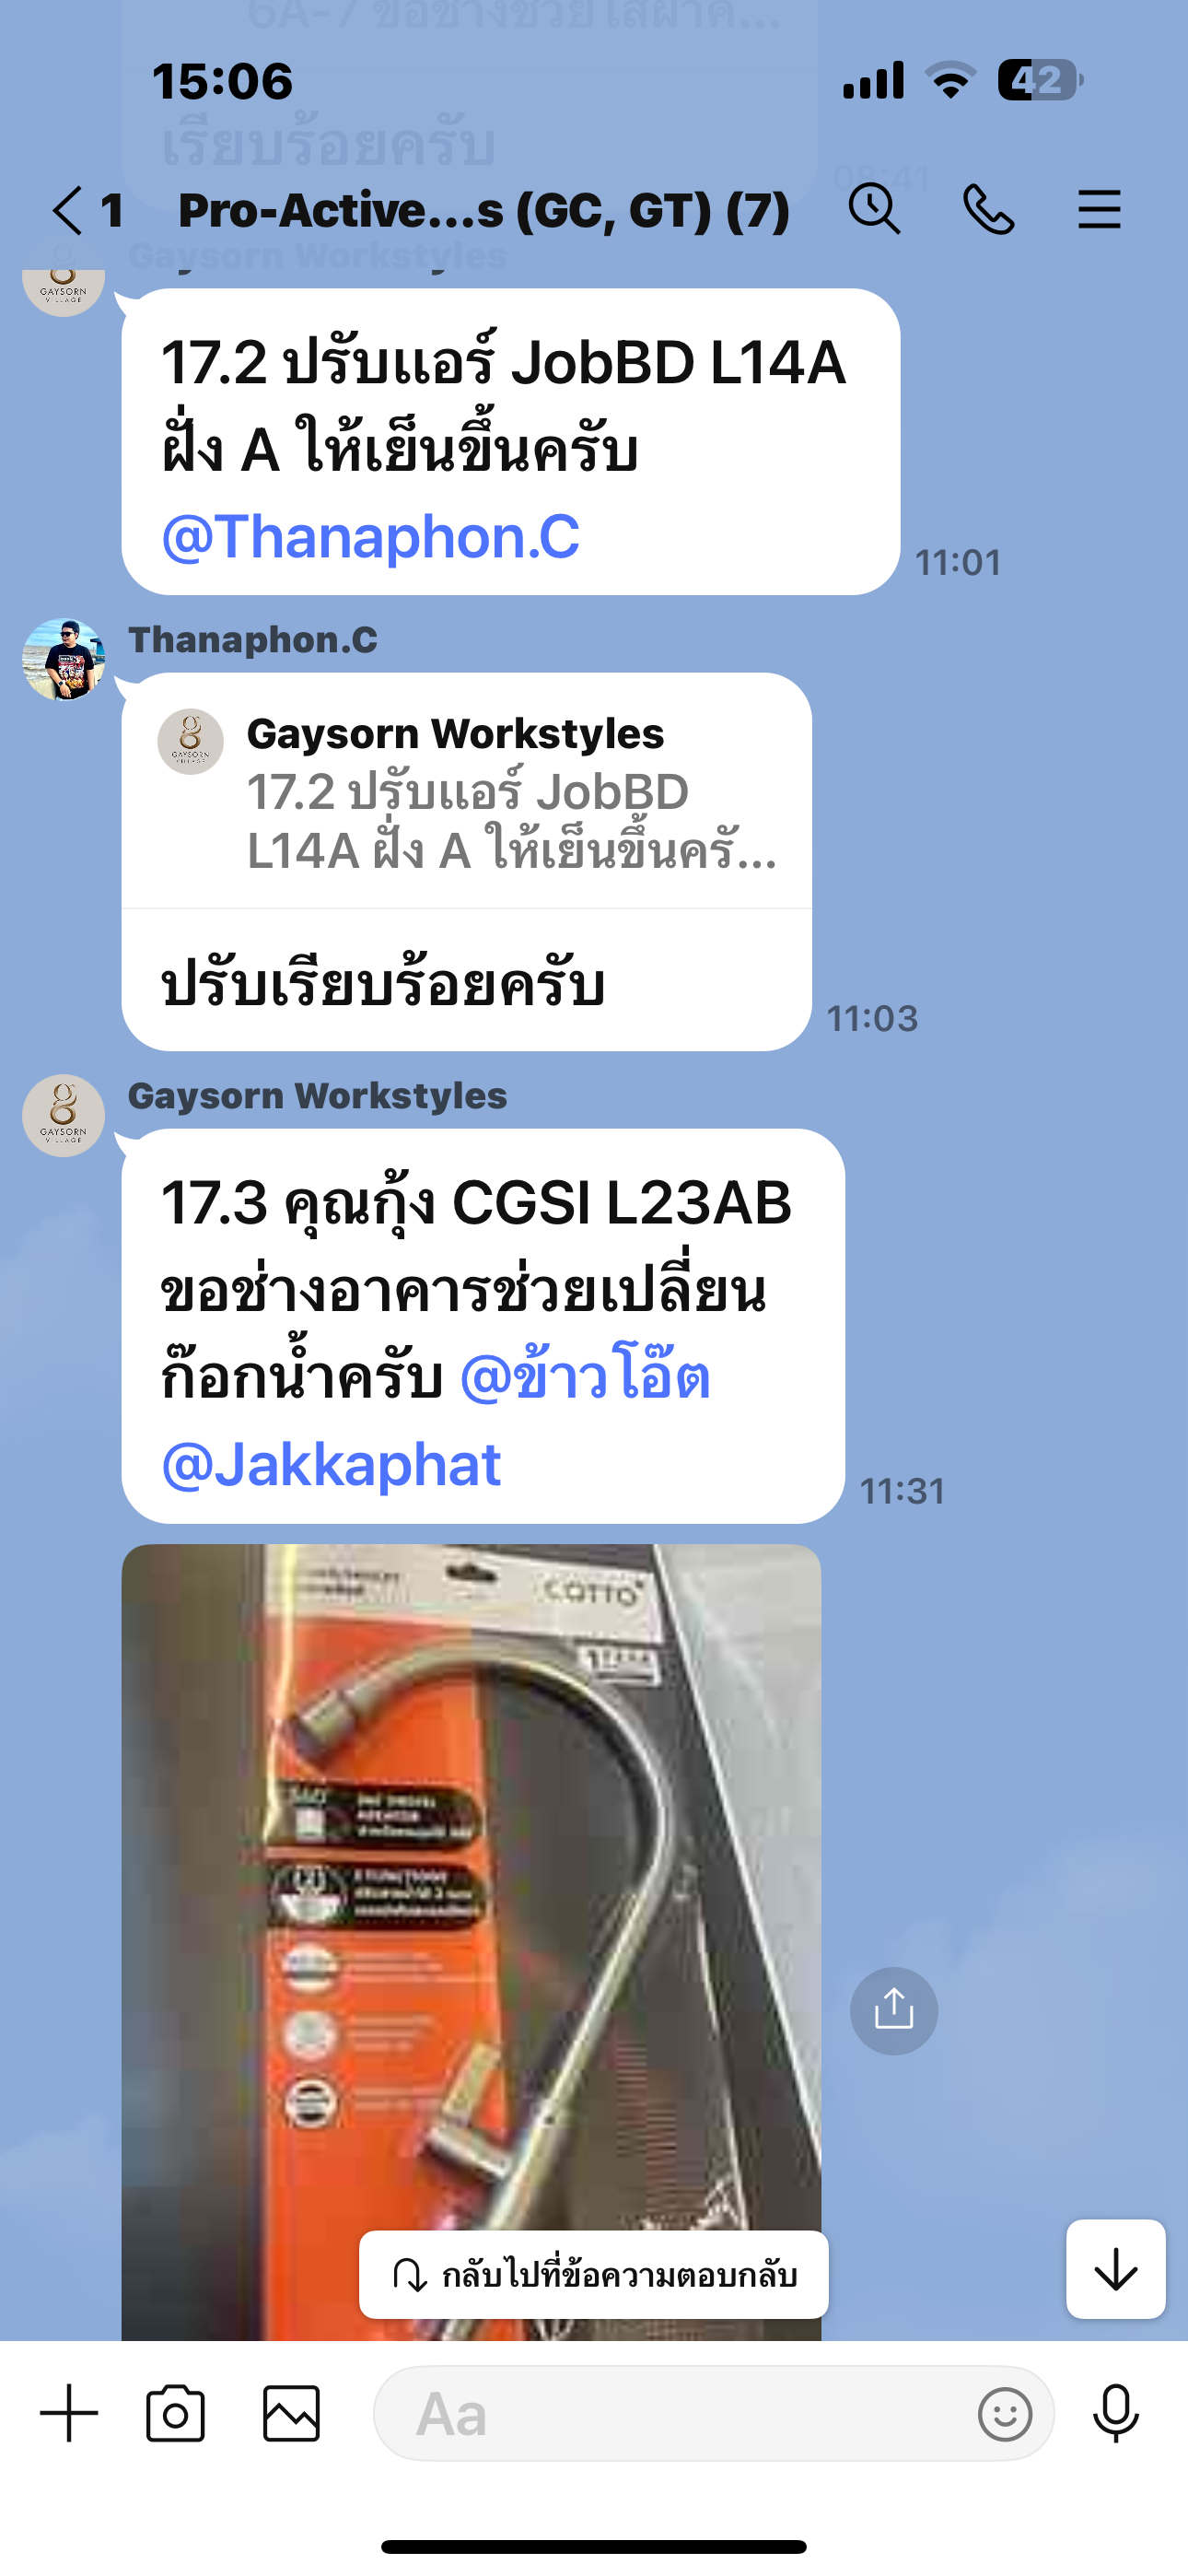 6A-7 ขอช่างช่วยใส่ฝาค...
15:06
42
เรียบร้อยครับ
08:41
1 Pro-Active...s (GC, GT) (7)
Gaysorn Workstyles
GAYSORN
VILLAGE
17.2 ปรับแอร์ JobBD L14A
ฝั่ง A ให้เย็นขึ้นครับ
@Thanaphon.C
11:01
Thanaphon.C
Gaysorn Workstyles
GAYSORN
VILLAGE
17.2 ปรับแอร์ JobBD
L14A ฝั่ง A ให้เย็นขึ้นครั...
ปรับเรียบร้อยครับ
11:03
Gaysorn Workstyles
GAYSORN
VILLAGE
17.3 คุณกุ้ง CGSI L23AB
ขอช่างอาคารช่วยเปลี่ยน
ก๊อกน้ำครับ @ข้าวโอ๊ต
@Jakkaphat
11:31
COTTO
360°
กลับไปที่ข้อความตอบกลับ
Aa